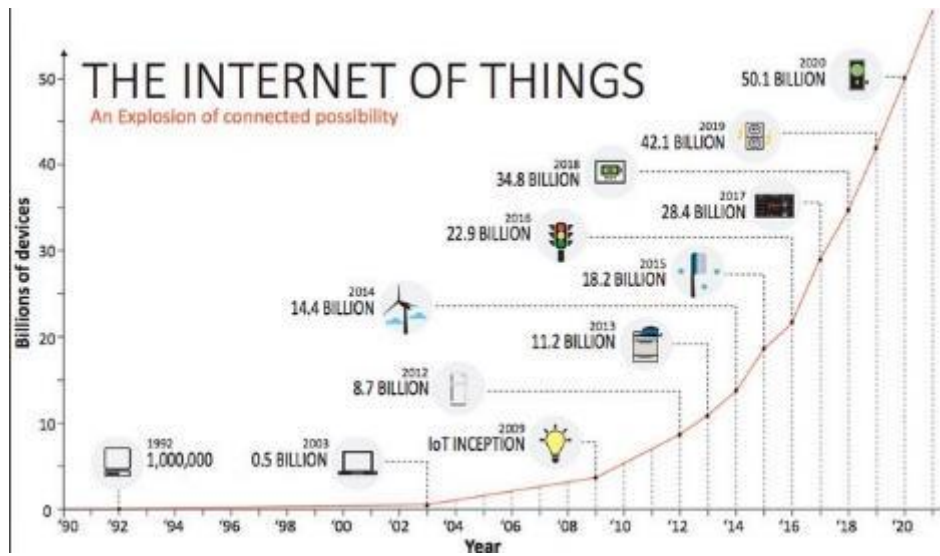 THE INTERNET OF THINGS
An Explosion of connected possibility
2020
50.1 BILLION
2019
42.1 BILLION
2018
34.8 BILLION
2017
28.4 BILLION
2016
22.9 BILLION
2015
18.2 BILLION
2014
14.4 BILLION
2013
11.2 BILLION
2012
8.7 BILLION
2009
IoT INCEPTION
2003
0.5 BILLION
1992
1,000,000
Billions of devices
50
40
30
20
10
0
'90 '92 '94 '96 '98 '00 '02 '04 '06 '08 '10 '12 '14 '16 '18 '20
Year